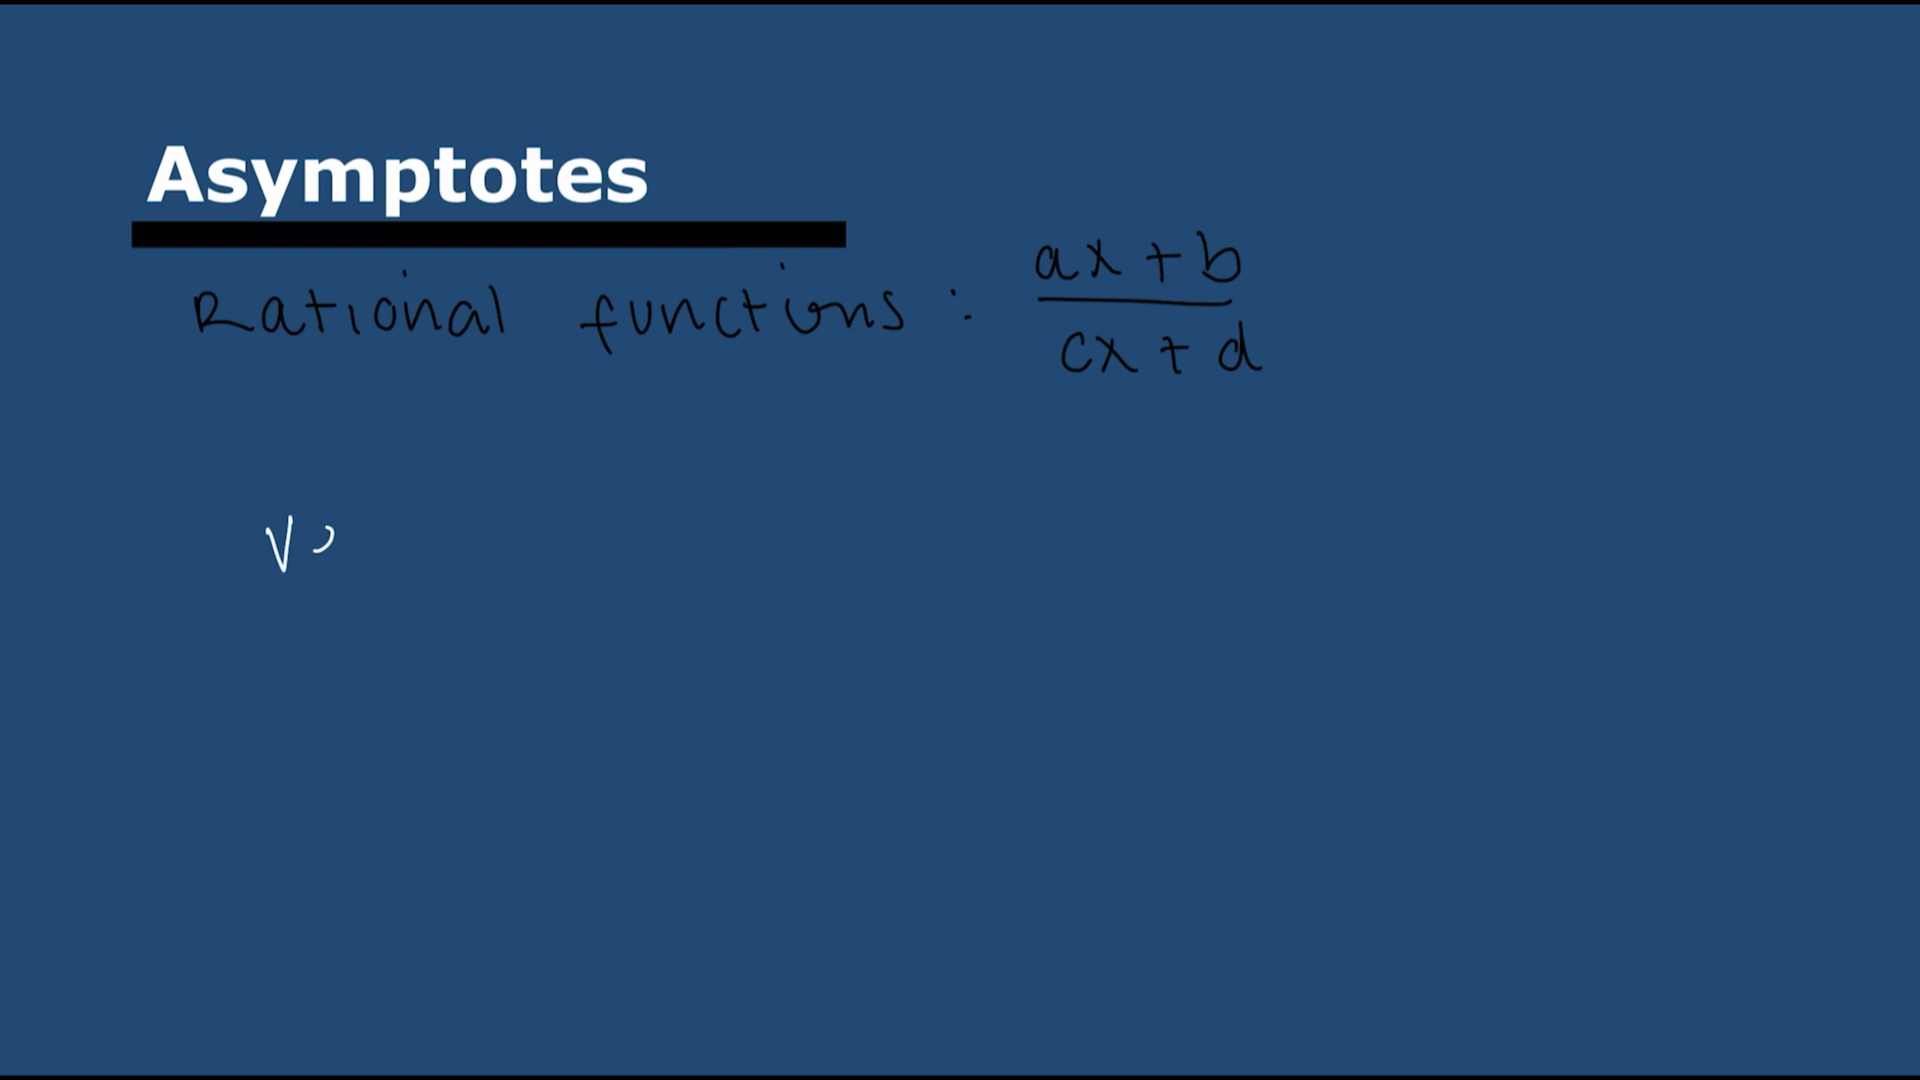 Asymptotes
Rational functions : ax + b
cx + d
V